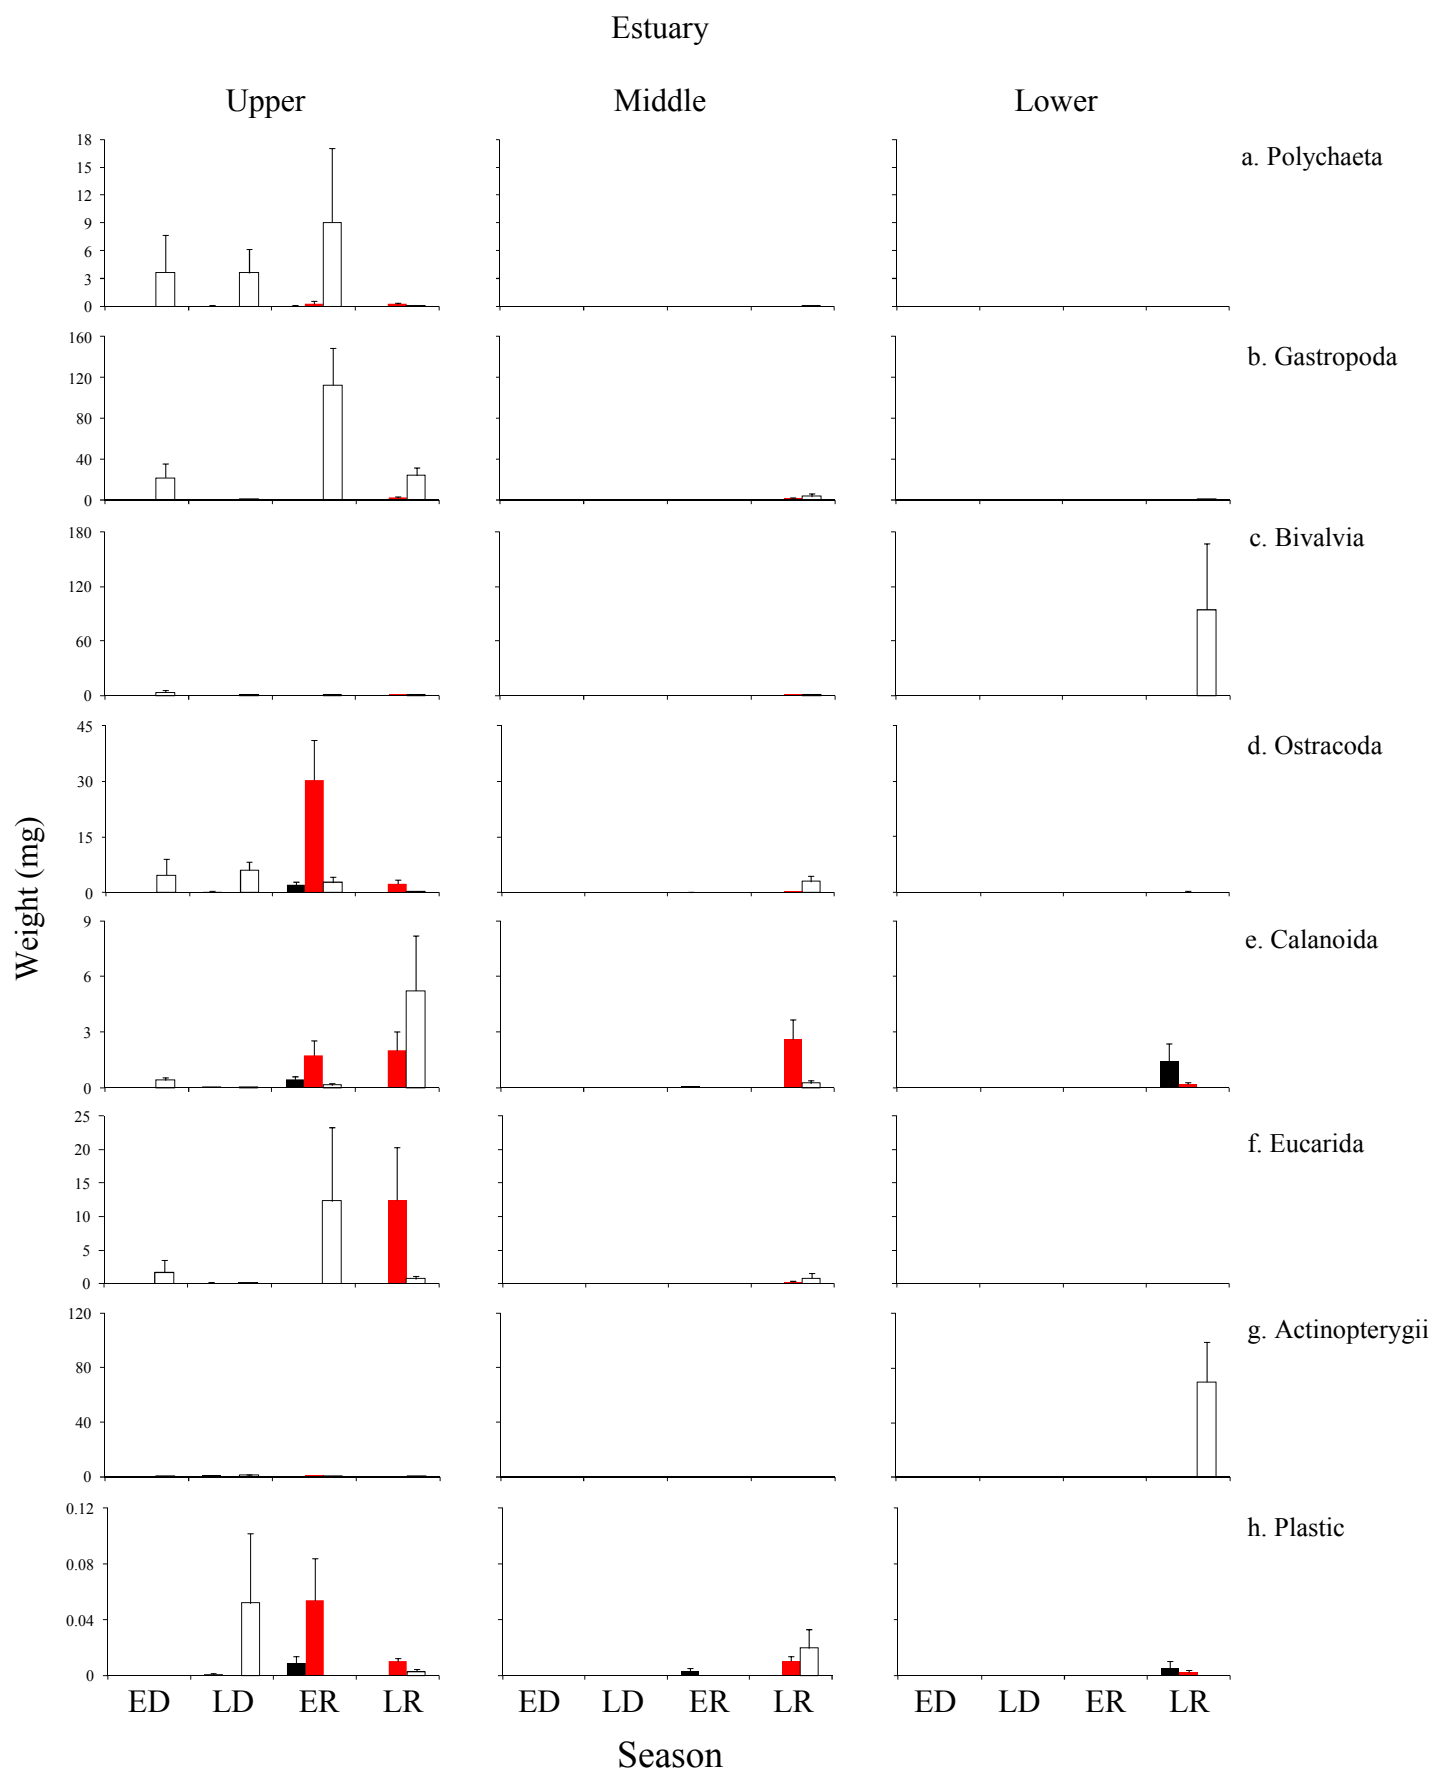 Estuary
Upper Middle Lower
a. Polychaeta
18
15
12
9
6
3
0
b. Gastropoda
160
120
80
40
0
c. Bivalvia
180
120
60
0
d. Ostracoda
45
30
15
0
e. Calanoida
9
6
3
0
f. Eucarida
25
20
15
10
5
0
g. Actinopterygii
120
80
40
0
h. Plastic
0.12
0.08
0.04
0
Weight (mg)
ED LD ER LR ED LD ER LR ED LD ER LR
Season